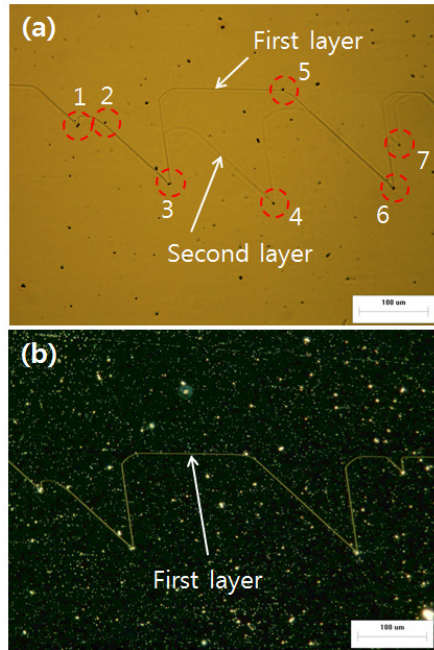 (a)
First layer
5
1
2
7
3
4
6
Second layer
100 um
(b)
First layer
100 um